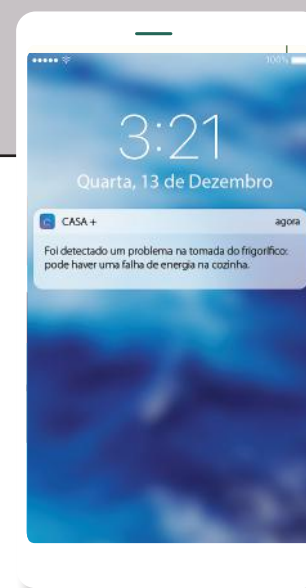 100%
3:21
Quarta, 13 de Dezembro
CASA + agora
Foi detectado um problema na tomada do frigorífico:
pode haver uma falha de energia na cozinha.